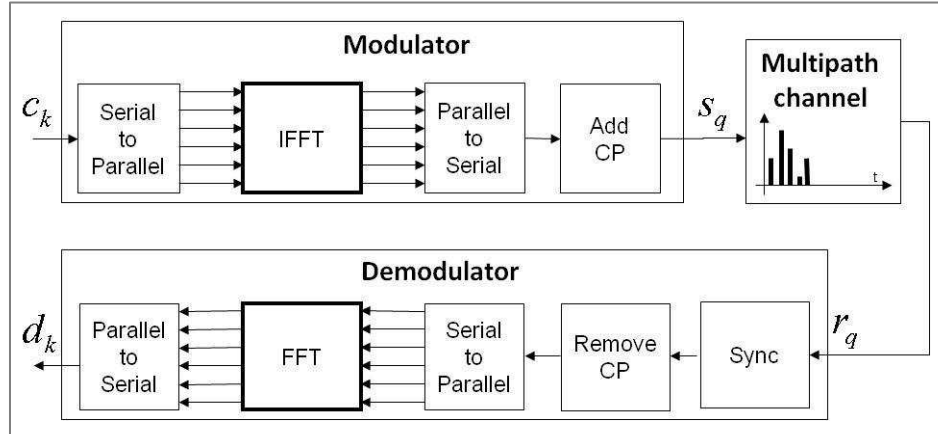 Modulator
c_k
Serial
to
Parallel
IFFT
Parallel
to
Serial
Add
CP
s_q
Multipath
channel
t
Demodulator
d_k
Parallel
to
Serial
FFT
Serial
to
Parallel
Remove
CP
Sync
r_q